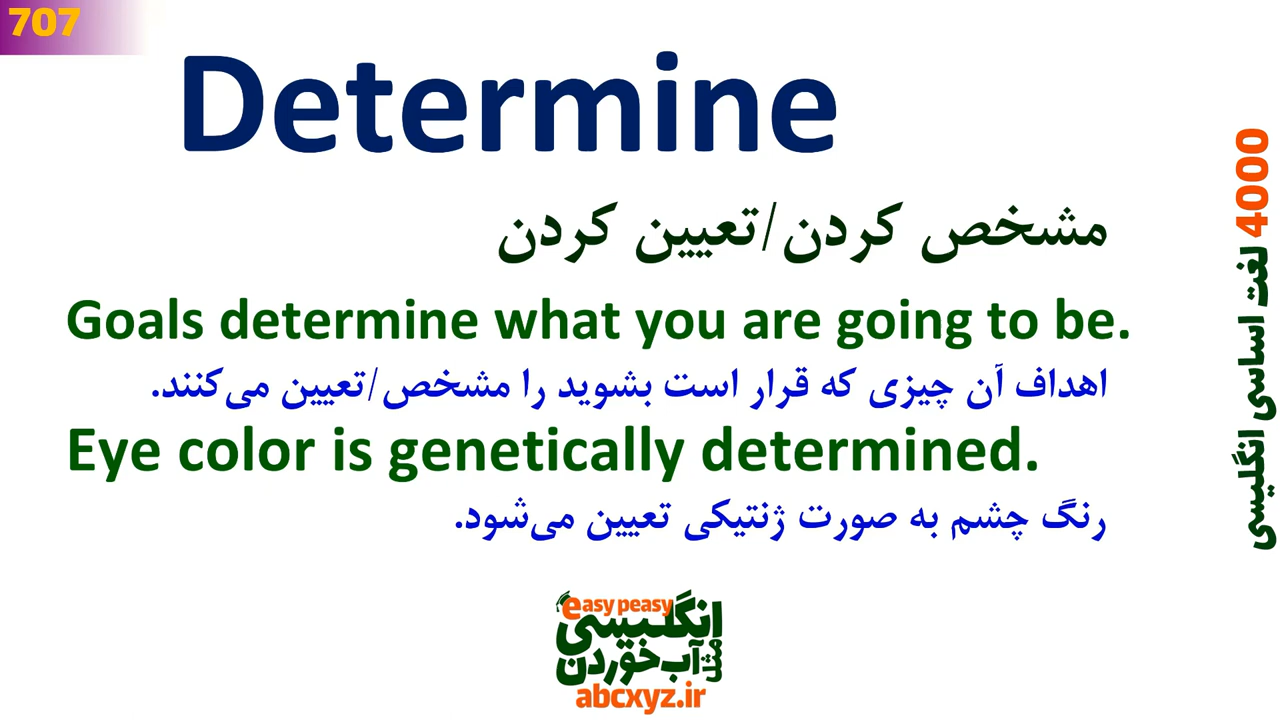 707
Determine
مشخص کردن/تعیین کردن
Goals determine what you are going to be.
اهداف آن چیزی که قرار است بشوید را مشخص/تعیین می‌کنند.
Eye color is genetically determined.
رنگ چشم به صورت ژنتیکی تعیین می‌شود.
4000 لغت اساسی انگلیسی
easy peasy
انگلیسی
مثل آب خوردن
abcxyz.ir